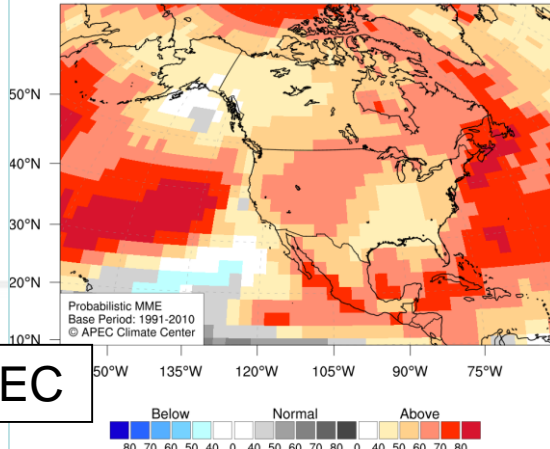 50°N
40°N
30°N
20°N
10°N
Probabilistic MME
Base Period: 1991-2010
© APEC Climate Center
EC
50°W 135°W 120°W 105°W 90°W 75°W
Below Normal Above
80 70 60 50 40 0 40 50 60 70 80 0 40 50 60 70 80